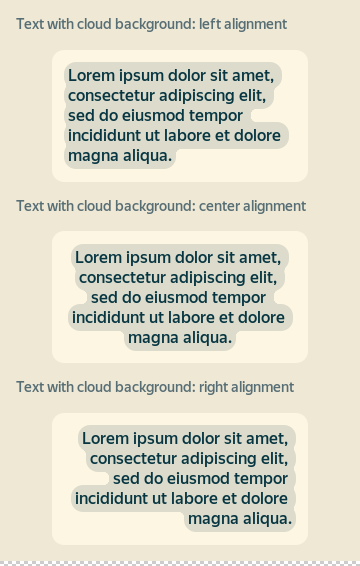 Text with cloud background: left alignment
Lorem ipsum dolor sit amet,
consectetur adipiscing elit,
sed do eiusmod tempor
incididunt ut labore et dolore
magna aliqua.
Text with cloud background: center alignment
Lorem ipsum dolor sit amet,
consectetur adipiscing elit,
sed do eiusmod tempor
incididunt ut labore et dolore
magna aliqua.
Text with cloud background: right alignment
Lorem ipsum dolor sit amet,
consectetur adipiscing elit,
sed do eiusmod tempor
incididunt ut labore et dolore
magna aliqua.